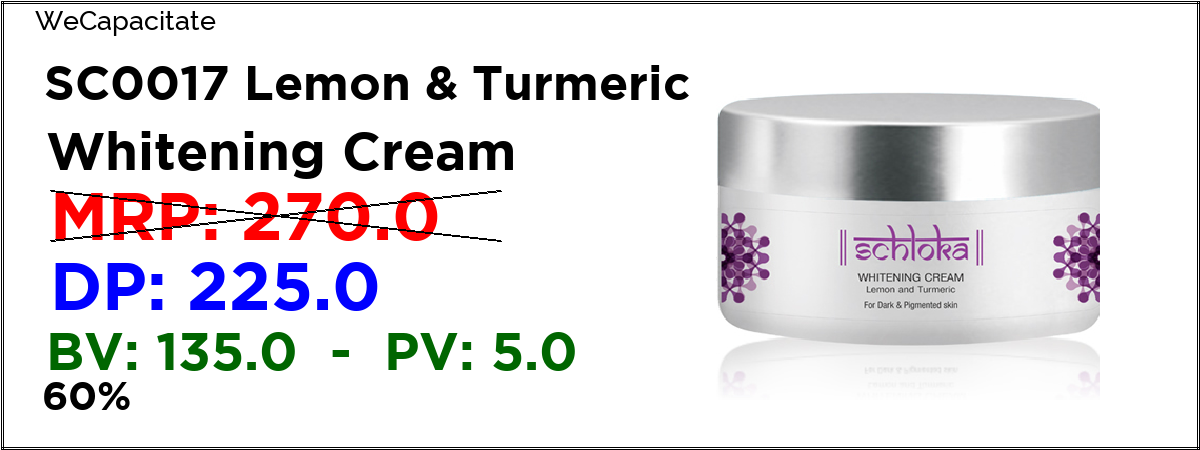 WeCapacitate
SC0017 Lemon & Turmeric
Whitening Cream
MRP: 270.0
DP: 225.0
BV: 135.0 - PV: 5.0
60%
schloka
WHITENING CREAM
Lemon and Turmeric
For Dark & Pigmented skin